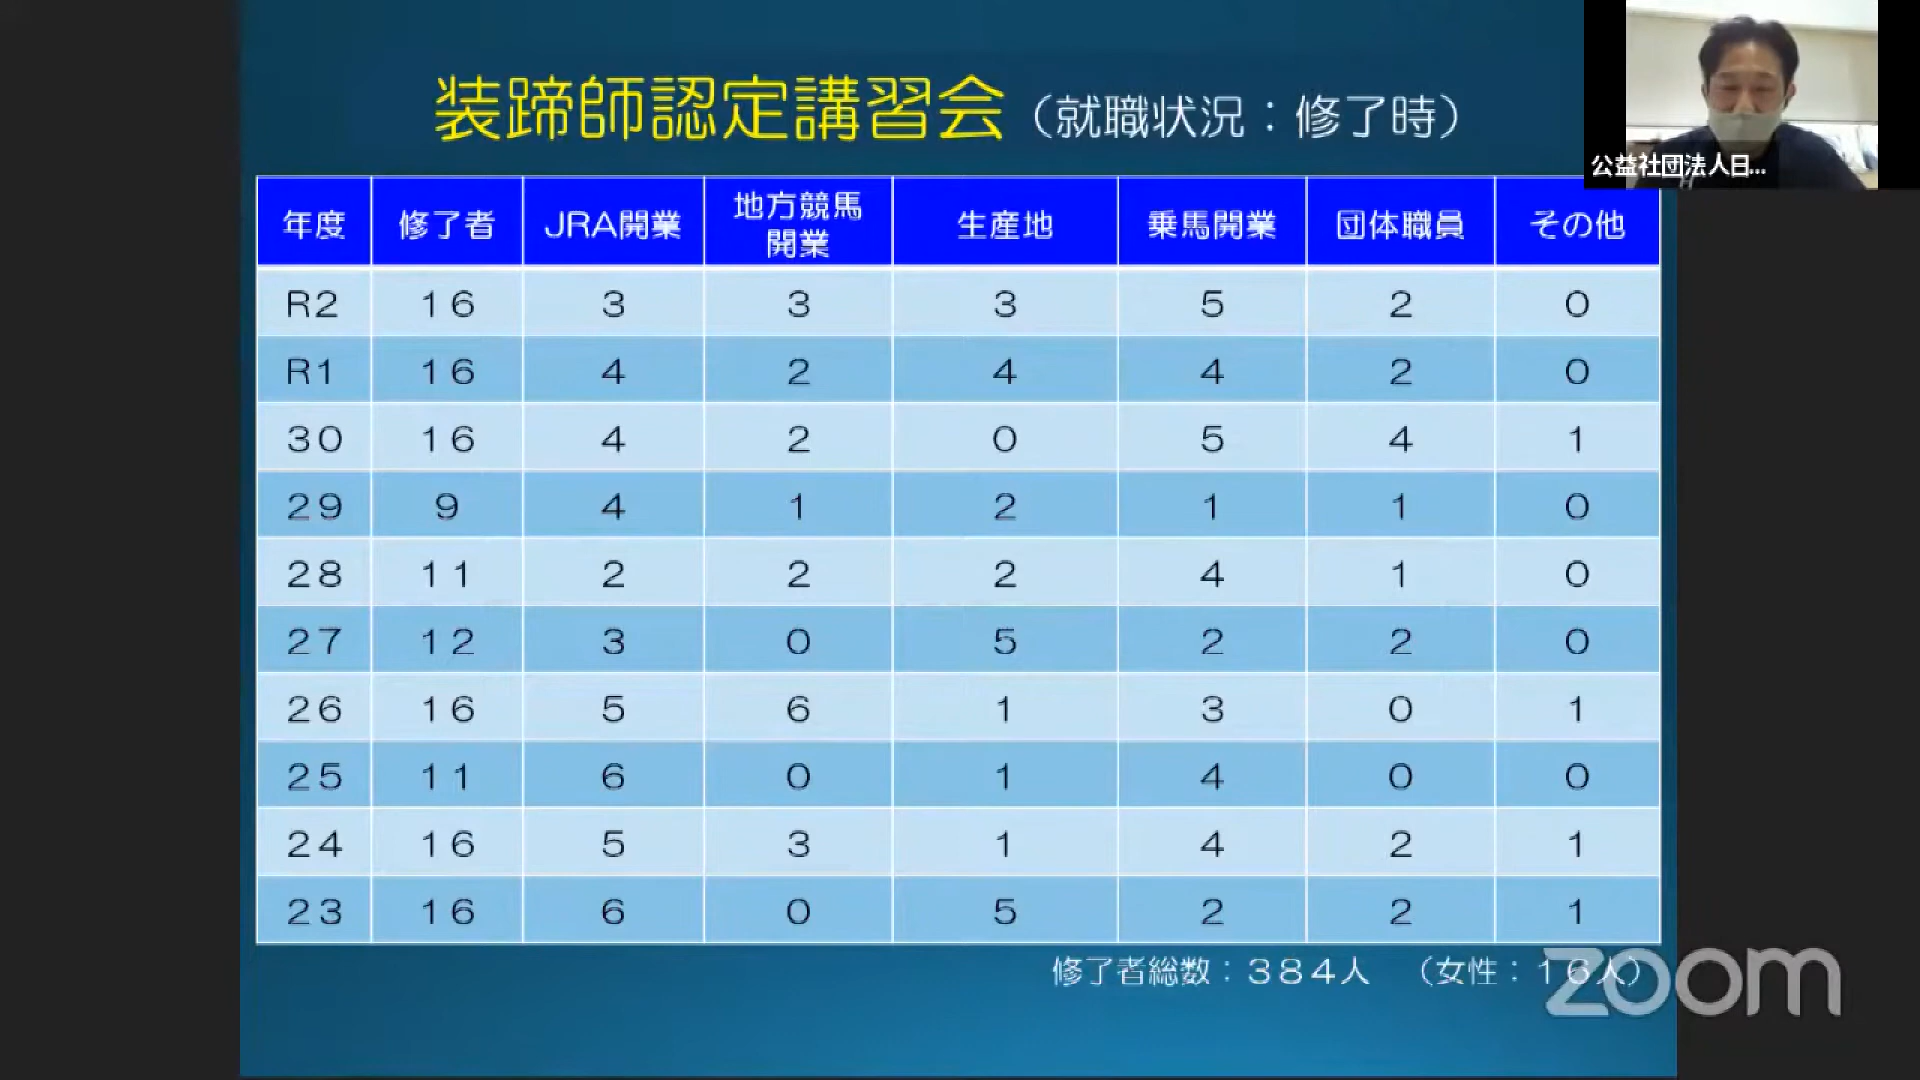 装蹄師認定講習会（就職状況：修了時）
公益社団法人日...
年度 修了者 JRA開業 地方競馬開業 生産地 乗馬開業 団体職員 その他
R2 16 3 3 3 5 2 0
R1 16 4 2 4 4 2 0
30 16 4 2 0 5 4 1
29 9 4 1 2 1 1 0
28 11 2 2 2 4 1 0
27 12 3 0 5 2 2 0
26 16 5 6 1 3 0 1
25 11 6 0 1 4 0 0
24 16 5 3 1 4 2 1
23 16 6 0 5 2 2 1
修了者総数：384人 （女性：16人）
zoom